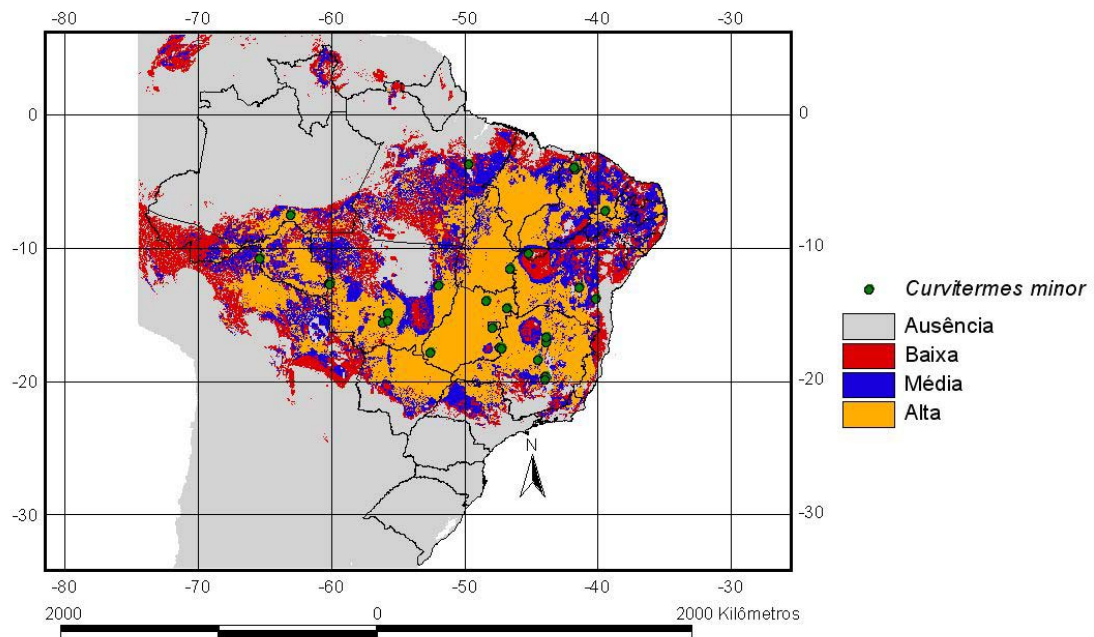 -80 -70 -60 -50 -40 -30
0 0
-10 -10
Curvitermes minor
Ausência
Baixa
Média
Alta
-20 -20
N
-30 -30
-80 -70 -60 -50 -40 -30
2000 0 2000 Kilômetros